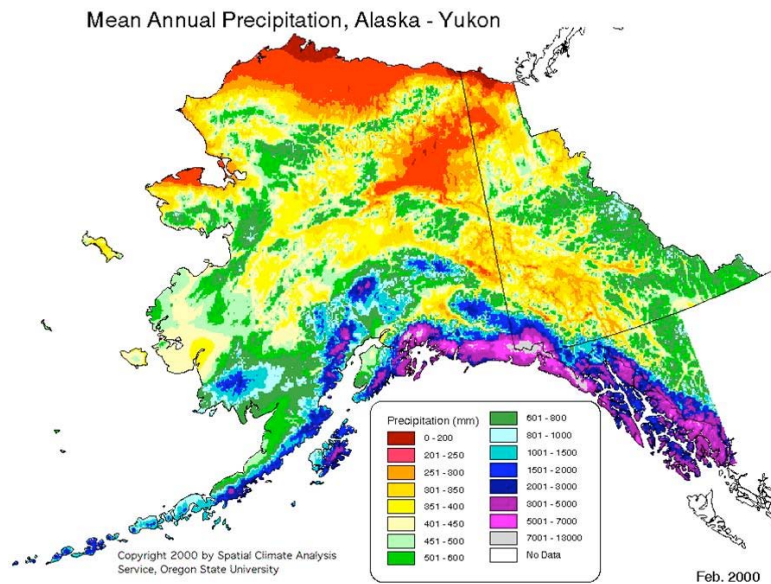 Mean Annual Precipitation, Alaska - Yukon
Precipitation (mm)
0 - 200
201 - 250
251 - 300
301 - 350
351 - 400
401 - 450
451 - 500
501 - 600
601 - 800
801 - 1000
1001 - 1500
1501 - 2000
2001 - 3000
3001 - 5000
5001 - 7000
7001 - 13000
No Data
Copyright 2000 by Spatial Climate Analysis
Service, Oregon State University
Feb. 2000